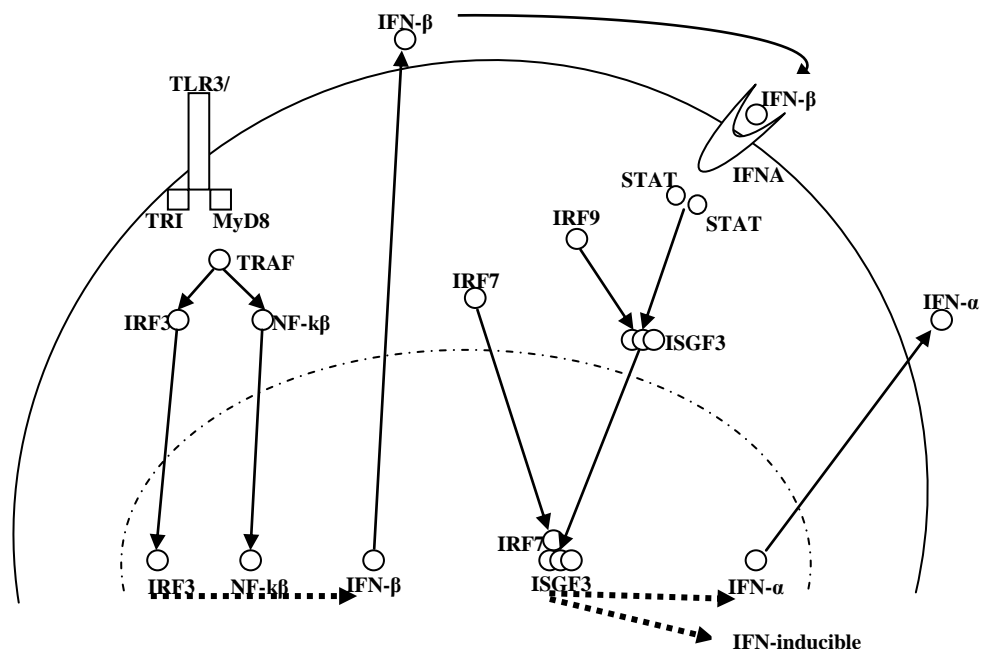 IFN-β
TLR3/
IFN-β
IFNA
STAT
STAT
TRI
MyD8
IRF9
TRAF
IRF7
IFN-α
IRF3
NF-kβ
ISGF3
IRF7
IRF3
NF-kβ
IFN-β
ISGF3
IFN-α
IFN-inducible